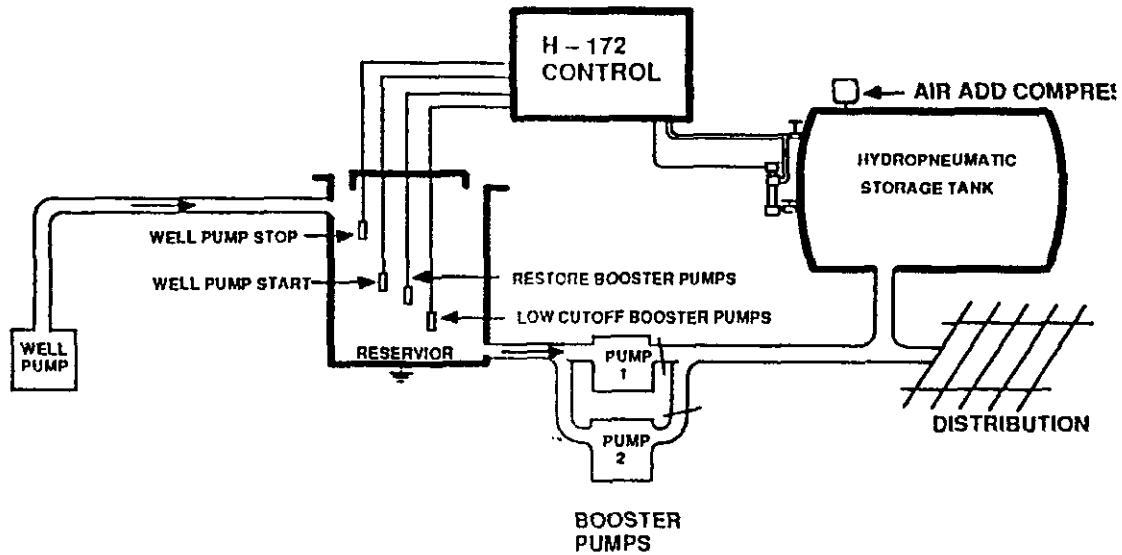 H – 172
CONTROL
AIR ADD COMPRES
HYDROPNEUMATIC
STORAGE TANK
WELL PUMP STOP
WELL PUMP START
RESTORE BOOSTER PUMPS
LOW CUTOFF BOOSTER PUMPS
WELL
PUMP
RESERVIOR
PUMP
1
PUMP
2
DISTRIBUTION
BOOSTER
PUMPS